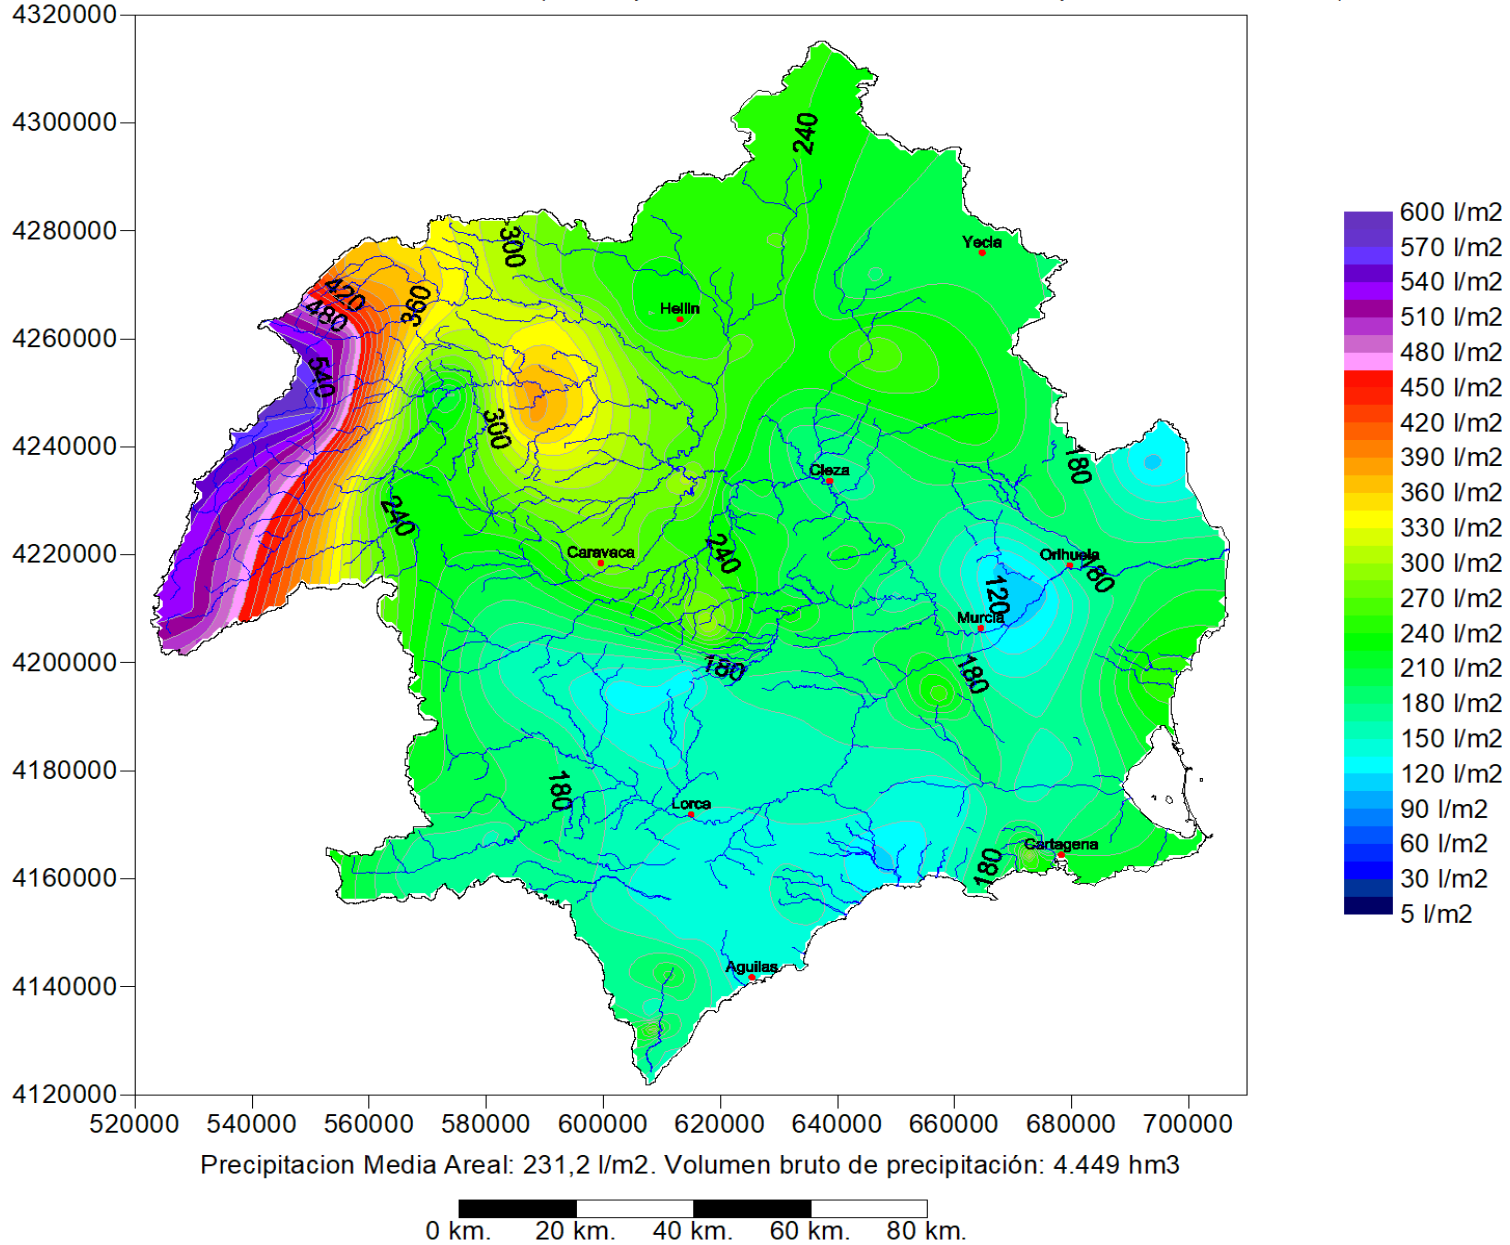 4320000
4300000
4280000
4260000
4240000
4220000
4200000
4180000
4160000
4140000
4120000
520000 540000 560000 580000 600000 620000 640000 660000 680000 700000
240
300
Yecla
420
480
360
Hellin
540
300
180
Cieza
240
240
Caravaca
Orihuela
180
120
Murcia
180
180
180
Lorca
180
Cartagena
Aguilas
600 l/m2
570 l/m2
540 l/m2
510 l/m2
480 l/m2
450 l/m2
420 l/m2
390 l/m2
360 l/m2
330 l/m2
300 l/m2
270 l/m2
240 l/m2
210 l/m2
180 l/m2
150 l/m2
120 l/m2
90 l/m2
60 l/m2
30 l/m2
5 l/m2
Precipitacion Media Areal: 231,2 l/m2. Volumen bruto de precipitación: 4.449 hm3
0 km. 20 km. 40 km. 60 km. 80 km.